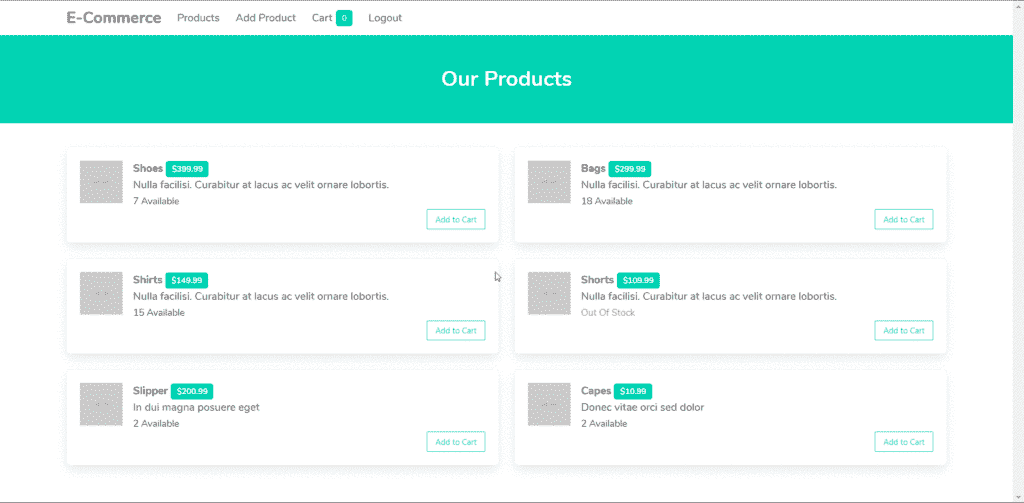 E-Commerce Products Add Product Cart 0 Logout
Our Products
Shoes $399.99
Nulla facilisi. Curabitur at lacus ac velit ornare lobortis.
7 Available
Add to Cart
Bags $299.99
Nulla facilisi. Curabitur at lacus ac velit ornare lobortis.
18 Available
Add to Cart
Shirts $149.99
Nulla facilisi. Curabitur at lacus ac velit ornare lobortis.
15 Available
Add to Cart
Shorts $109.99
Nulla facilisi. Curabitur at lacus ac velit ornare lobortis.
Out Of Stock
Add to Cart
Slipper $200.99
In dui magna posuere eget
2 Available
Add to Cart
Capes $10.99
Donec vitae orci sed dolor
2 Available
Add to Cart